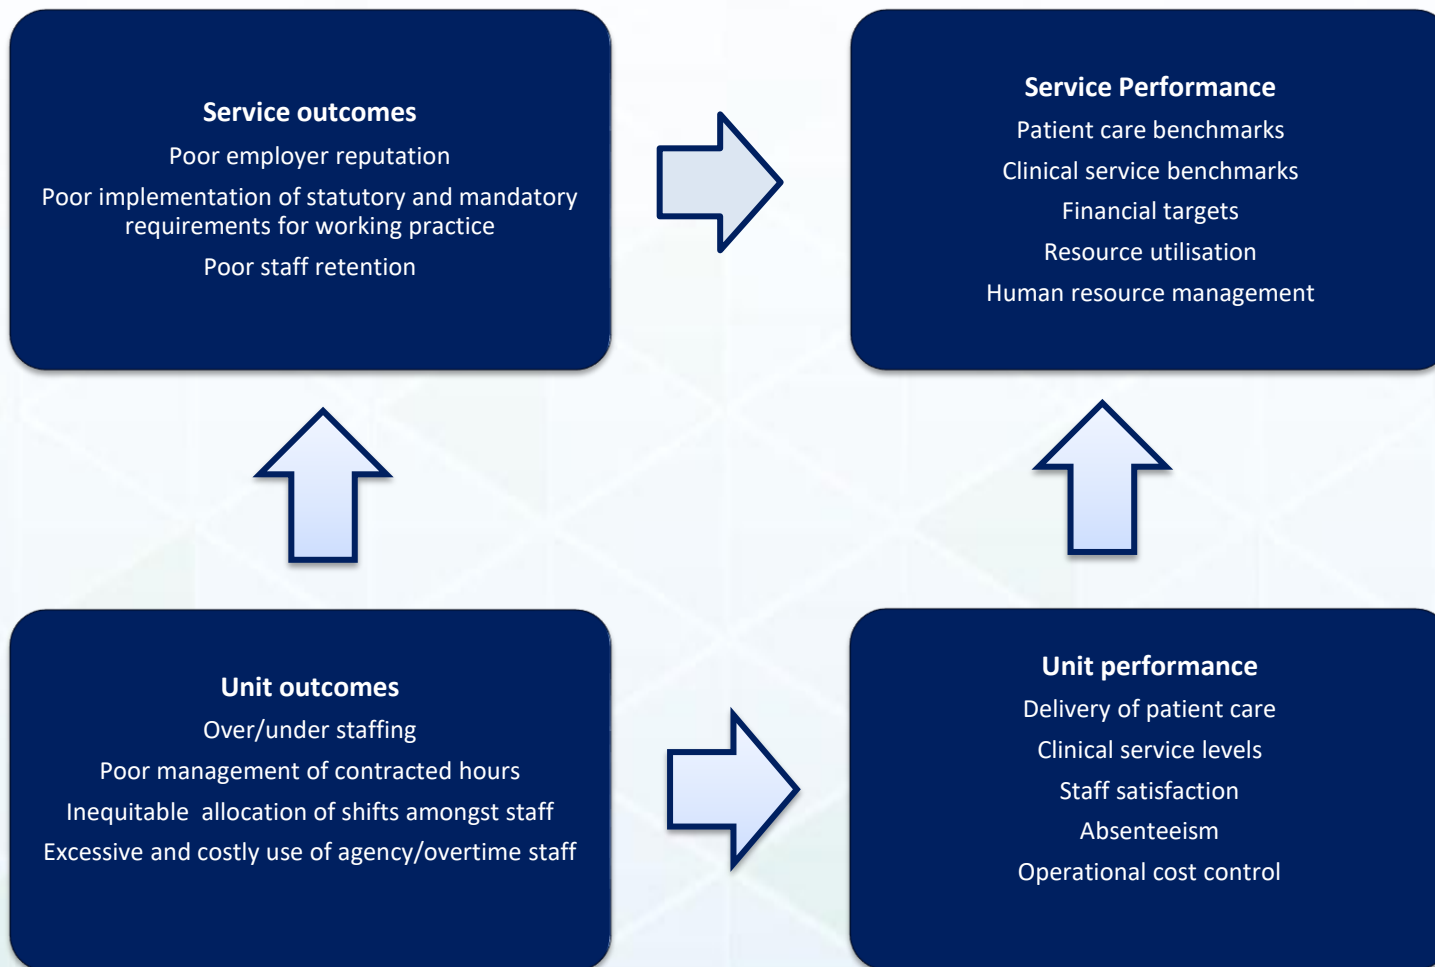 Service outcomes
Poor employer reputation
Poor implementation of statutory and mandatory
requirements for working practice
Poor staff retention
Service Performance
Patient care benchmarks
Clinical service benchmarks
Financial targets
Resource utilisation
Human resource management
Unit outcomes
Over/under staffing
Poor management of contracted hours
Inequitable  allocation of shifts amongst staff
Excessive and costly use of agency/overtime staff
Unit performance
Delivery of patient care
Clinical service levels
Staff satisfaction
Absenteeism
Operational cost control